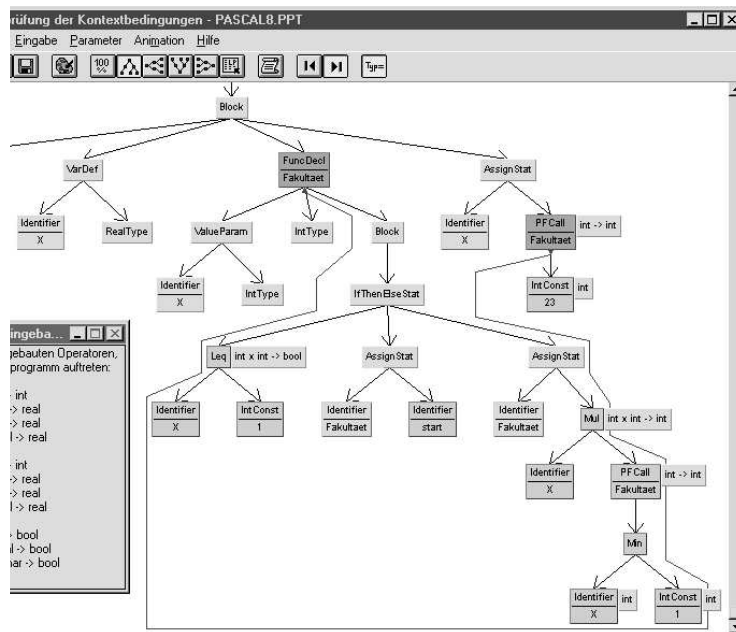 rüfung der Kontextbedingungen - PASCAL8.PPT
Eingabe Parameter Animation Hilfe
100 %
Typ=
Block
VarDef
FuncDecl
Fakultaet
AssignStat
Identifier
X
RealType
ValueParam
IntType
Block
Identifier
X
PFCall
Fakultaet
int -> int
Identifier
X
IntType
IfThenElseStat
IntConst
23
int
ingeba...
gebauten Operatoren,
programm auftreten:
> int
> real
-> real
l -> real
> int
> real
-> real
l -> real
> bool
al -> bool
nar -> bool
Leq
int x int -> bool
AssignStat
AssignStat
Identifier
X
IntConst
1
Identifier
Fakultaet
Identifier
start
Identifier
Fakultaet
Mul
int x int -> int
Identifier
X
PFCall
Fakultaet
int -> int
Min
Identifier
X
int
IntConst
1
int